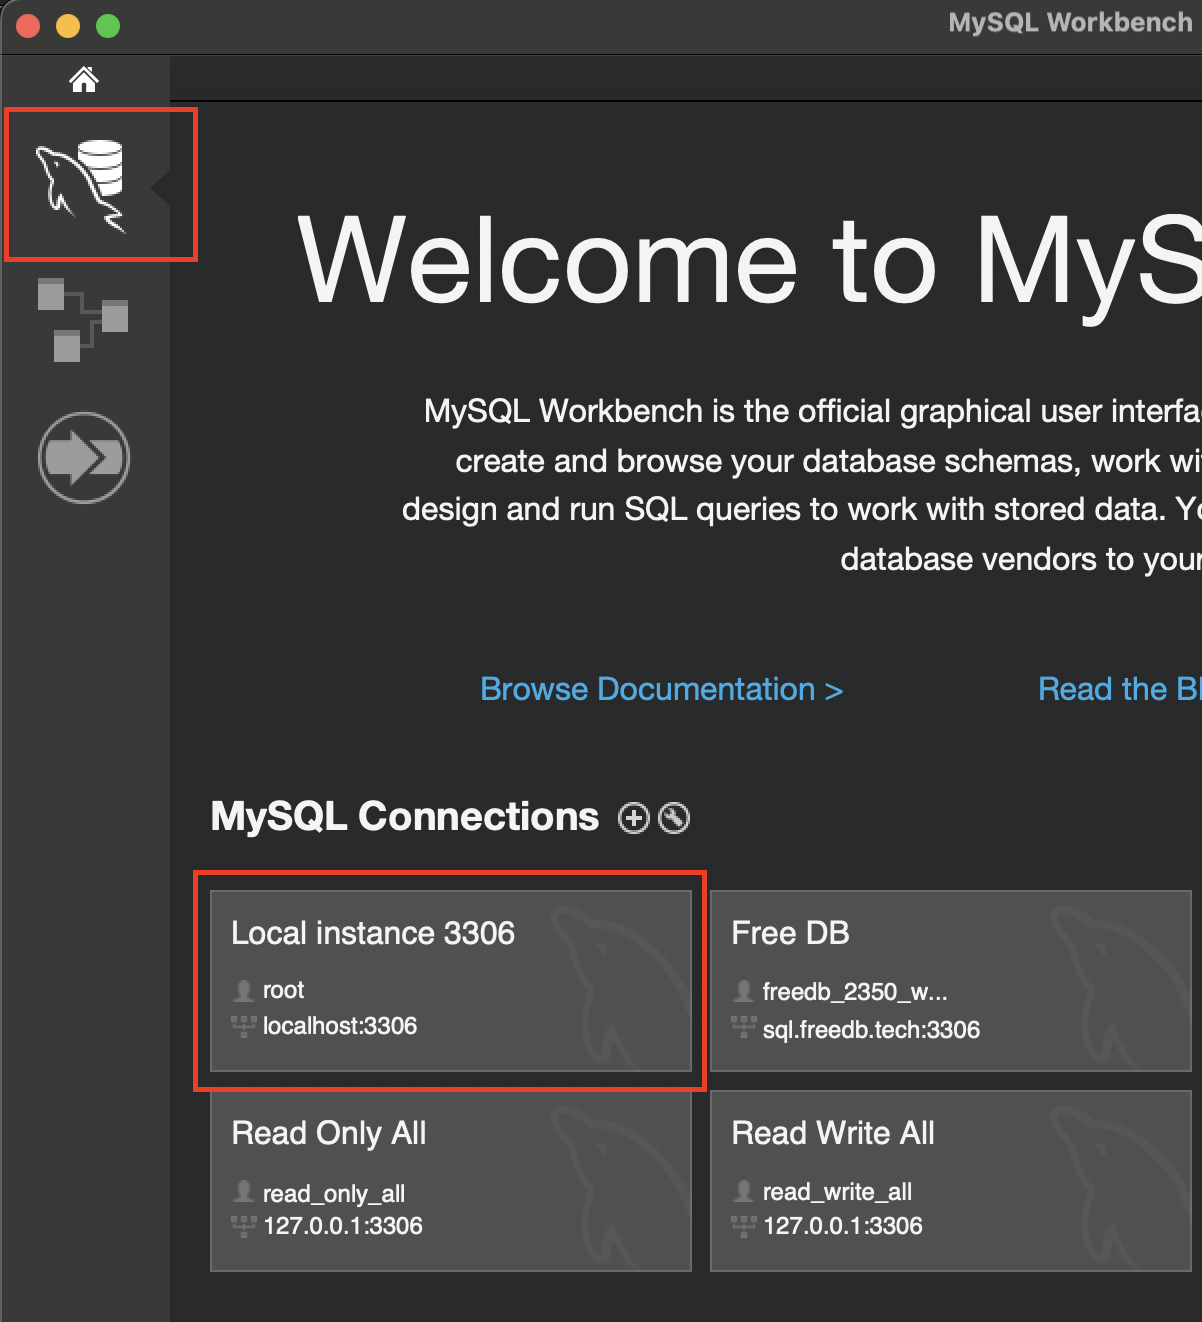 MySQL Workbench
Welcome to MyS
MySQL Workbench is the official graphical user interfa
create and browse your database schemas, work wi
design and run SQL queries to work with stored data. Yo
database vendors to your
Browse Documentation >
Read the Bl
MySQL Connections
Local instance 3306
root
localhost:3306
Free DB
freedb_2350_w...
sql.freedb.tech:3306
Read Only All
read_only_all
127.0.0.1:3306
Read Write All
read_write_all
127.0.0.1:3306